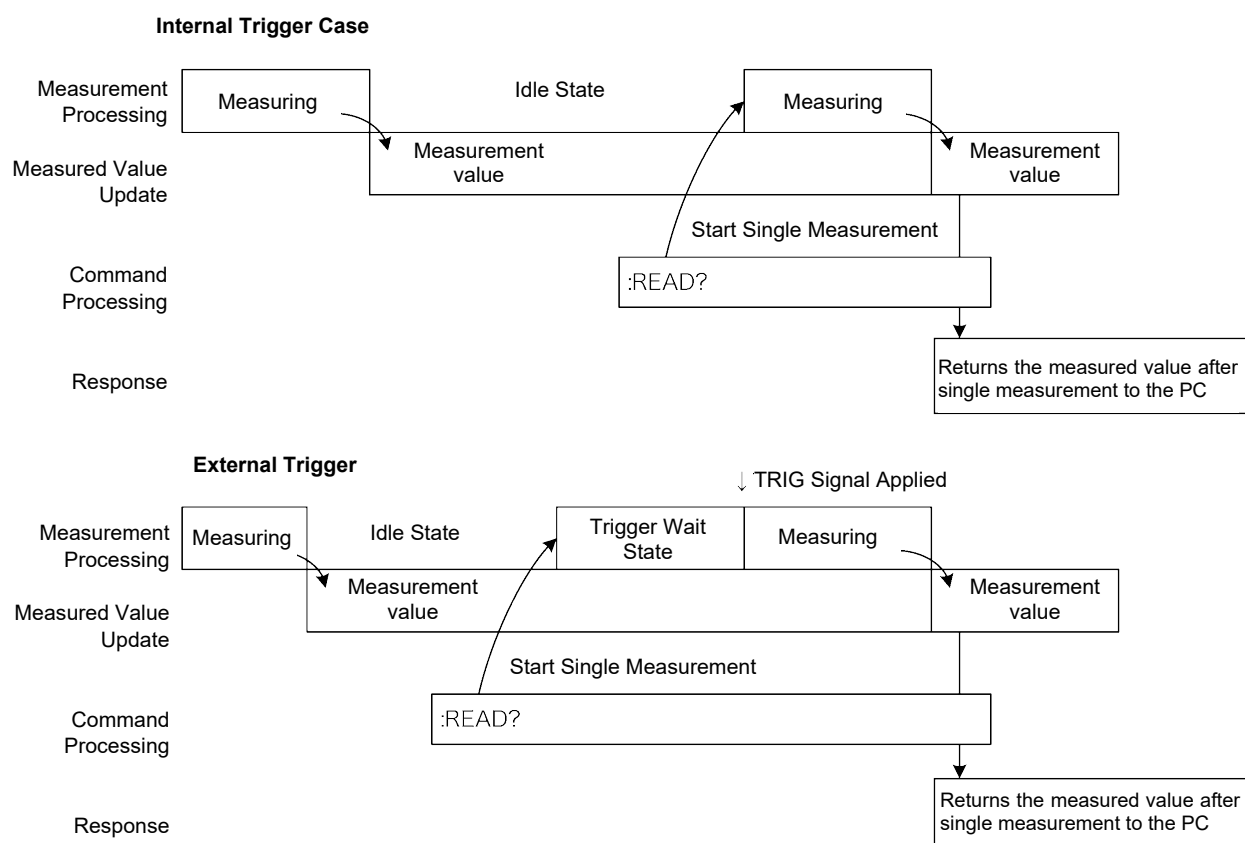 Internal Trigger Case
Measurement
Processing
Measuring
Idle State
Measuring
Measured Value
Update
Measurement
value
Measurement
value
Start Single Measurement
Command
Processing
:READ?
Response
Returns the measured value after
single measurement to the PC
External Trigger
↓ TRIG Signal Applied
Measurement
Processing
Measuring
Idle State
Trigger Wait
State
Measuring
Measured Value
Update
Measurement
value
Measurement
value
Start Single Measurement
Command
Processing
:READ?
Response
Returns the measured value after
single measurement to the PC